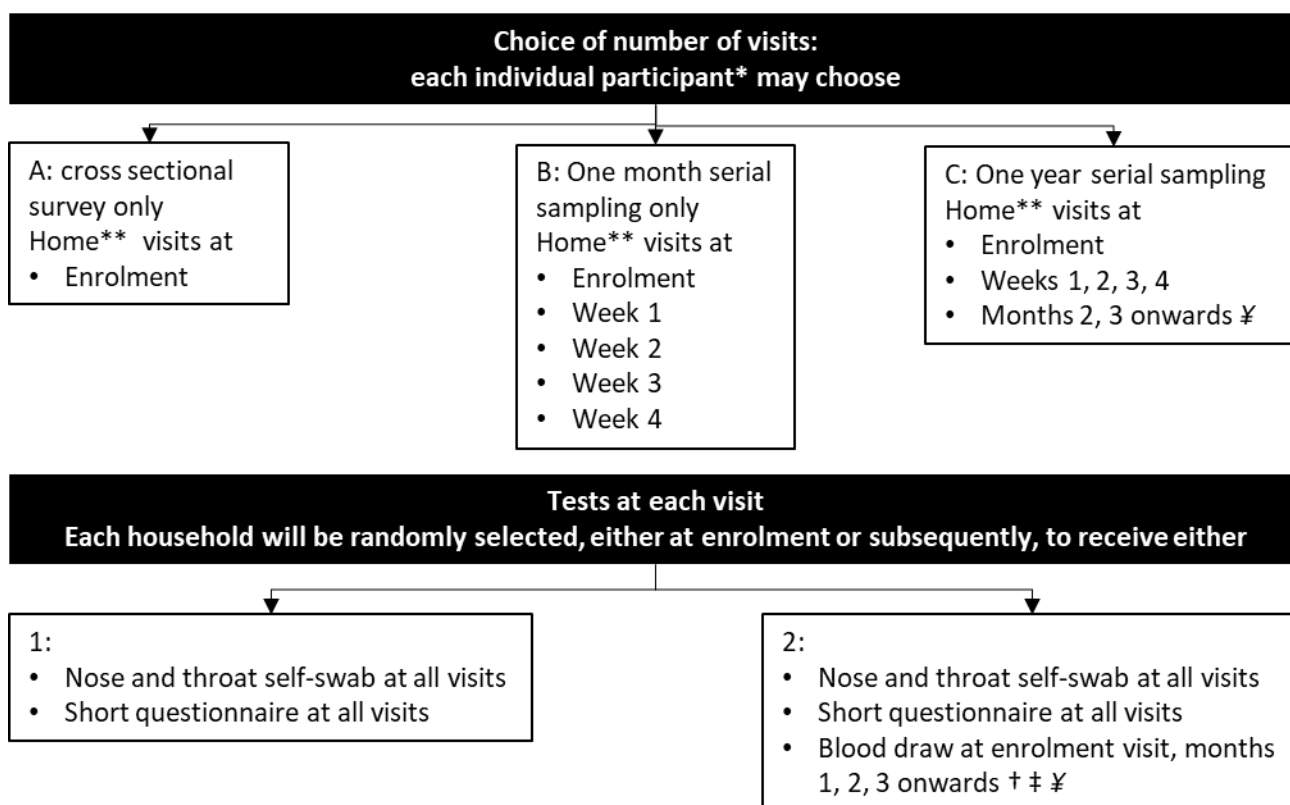 Choice of number of visits:
each individual participant* may choose
A: cross sectional
survey only
Home** visits at
• Enrolment
B: One month serial
sampling only
Home** visits at
• Enrolment
• Week 1
• Week 2
• Week 3
• Week 4
C: One year serial sampling
Home** visits at
• Enrolment
• Weeks 1, 2, 3, 4
• Months 2, 3 onwards ¥
Tests at each visit
Each household will be randomly selected, either at enrolment or subsequently, to receive either
1:
• Nose and throat self-swab at all visits
• Short questionnaire at all visits
2:
• Nose and throat self-swab at all visits
• Short questionnaire at all visits
• Blood draw at enrolment visit, months
1, 2, 3 onwards † ‡ ¥